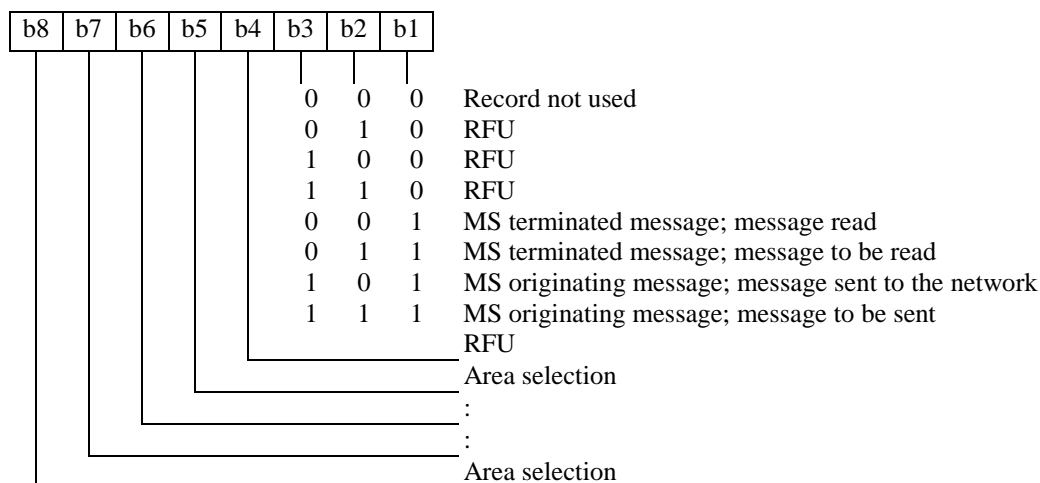 b8 b7 b6 b5 b4 b3 b2 b1
0 0 0 Record not used
0 1 0 RFU
1 0 0 RFU
1 1 0 RFU
0 0 1 MS terminated message; message read
0 1 1 MS terminated message; message to be read
1 0 1 MS originating message; message sent to the network
1 1 1 MS originating message; message to be sent
RFU
Area selection
:
:
Area selection